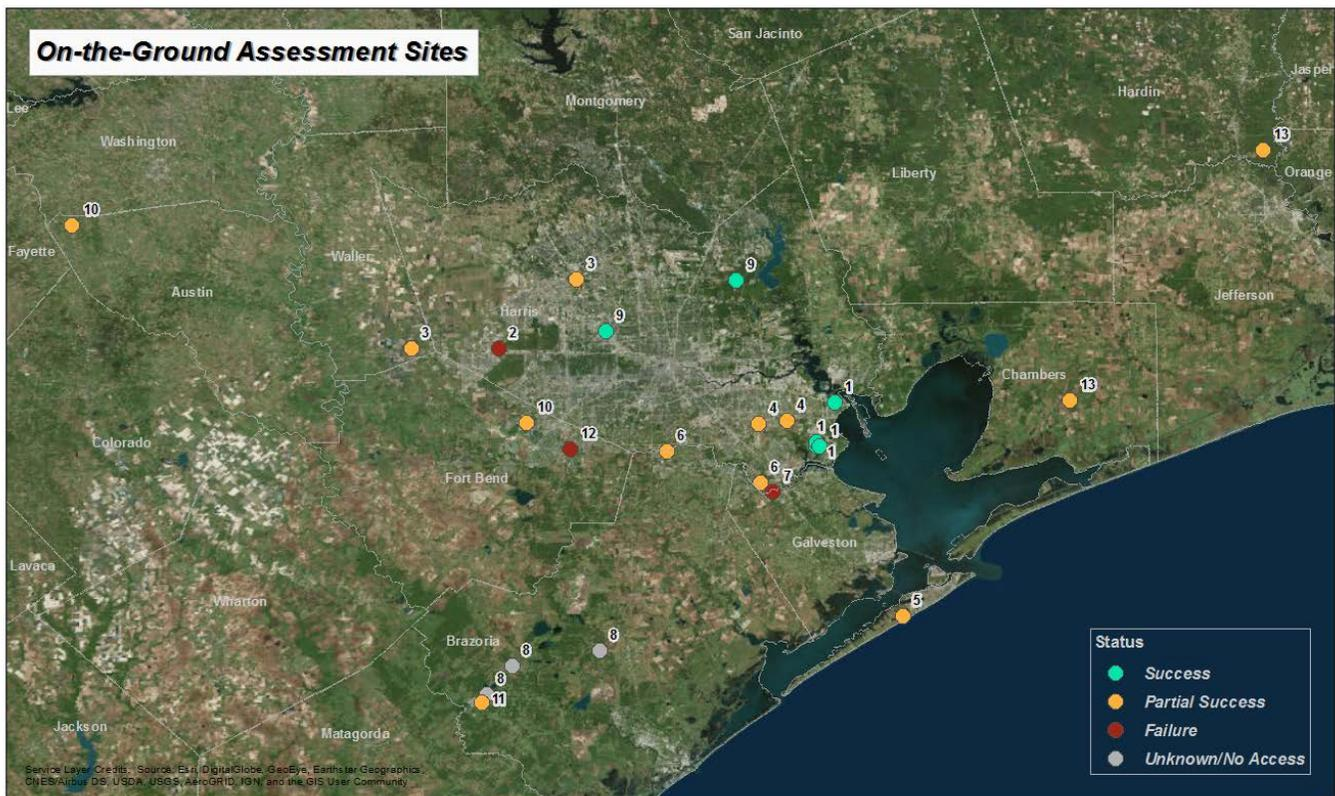 On-the-Ground Assessment Sites
San Jacinto
Jasper
Montgomery
Hardin
Lee
Washington
13
Liberty
Orange
10
Fayette
Waller
3
9
Austin
Jefferson
Harris
9
3
2
Chambers
13
1
10
4
4
Colorado
12
6
1
1
1
6
7
Fort Bend
Galveston
Lavaca
Wharton
5
Brazoria
8
8
8
11
Jackson
Matagorda
Status
Success
Partial Success
Failure
Unknown/No Access
Service Layer Credits: Source: Esri, DigitalGlobe, GeoEye, Earthstar Geographics,
CNES/Airbus DS, USDA, USGS, AeroGRID, IGN, and the GIS User Community